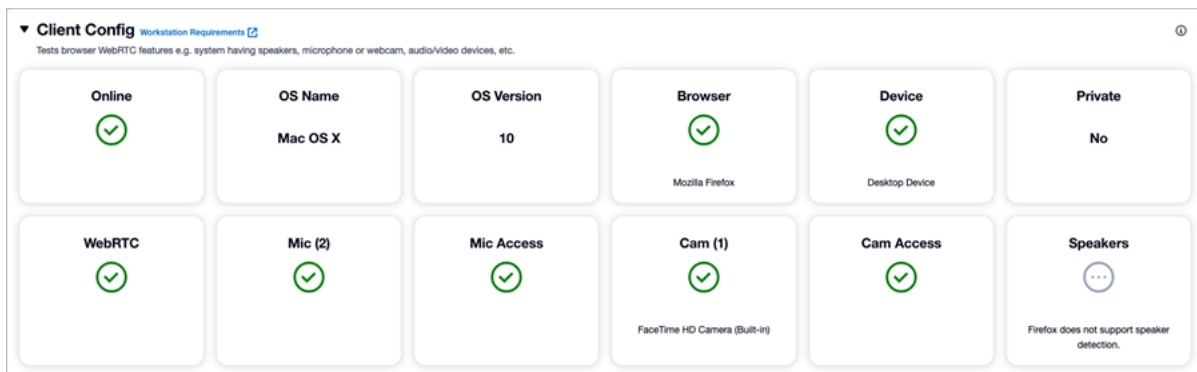 Client Config Workstation Requirements
Tests browser WebRTC features e.g. system having speakers, microphone or webcam, audio/video devices, etc.
Online
OS Name
Mac OS X
OS Version
10
Browser
Mozilla Firefox
Device
Desktop Device
Private
No
WebRTC
Mic (2)
Mic Access
Cam (1)
FaceTime HD Camera (Built-in)
Cam Access
Speakers
Firefox does not support speaker
detection.